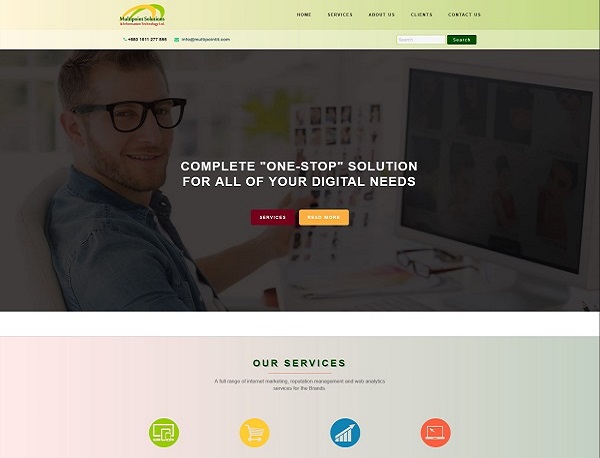 Multipoint Solutions
& Information Technology Ltd.
HOME SERVICES ABOUT US CLIENTS CONTACT US
+880 1611 277 888 info@multipointit.com
Search Search
COMPLETE "ONE-STOP" SOLUTION
FOR ALL OF YOUR DIGITAL NEEDS
SERVICES READ MORE
OUR SERVICES
A full range of internet marketing, reputation management and web analytics
services for the Brands.